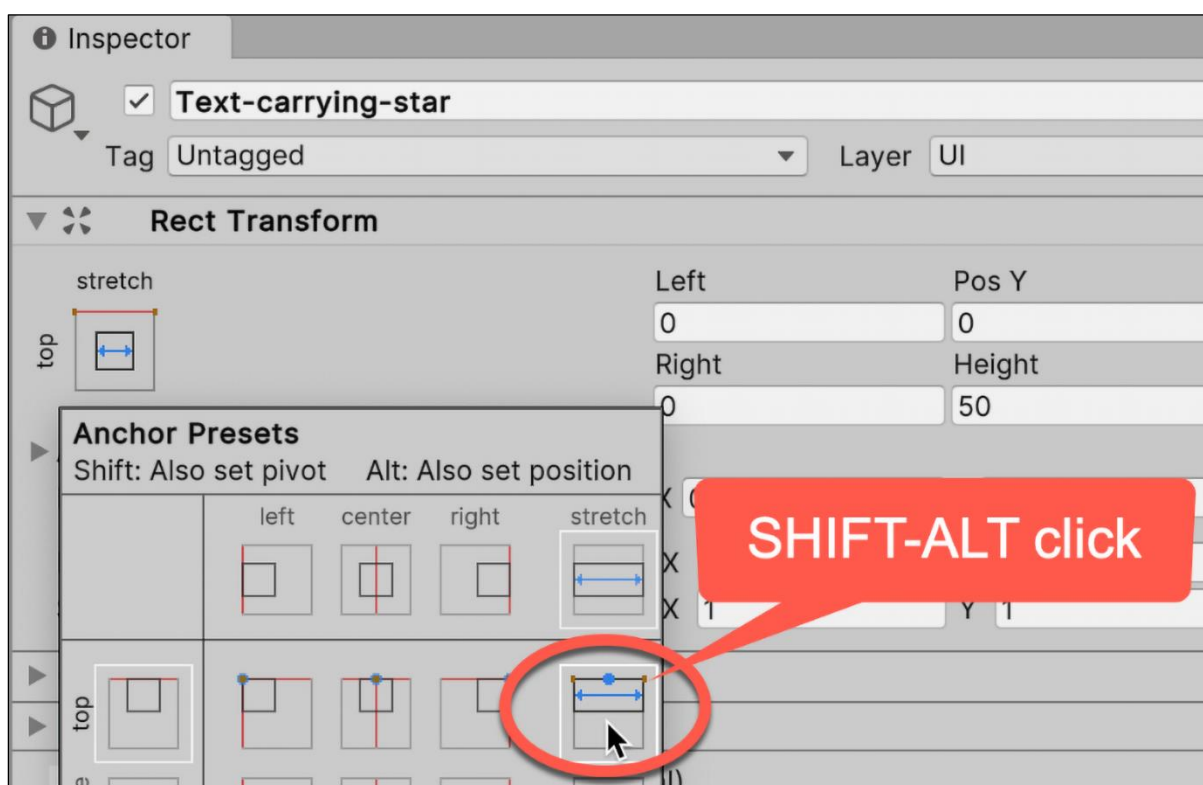 Inspector
Text-carrying-star
Tag Untagged Layer UI
Rect Transform
stretch Left Pos Y
top
0 0
Right Height
0 50
Anchor Presets
Shift: Also set pivot Alt: Also set position
left center right stretch
X
SHIFT-ALT click
X
X 1 Y 1
top